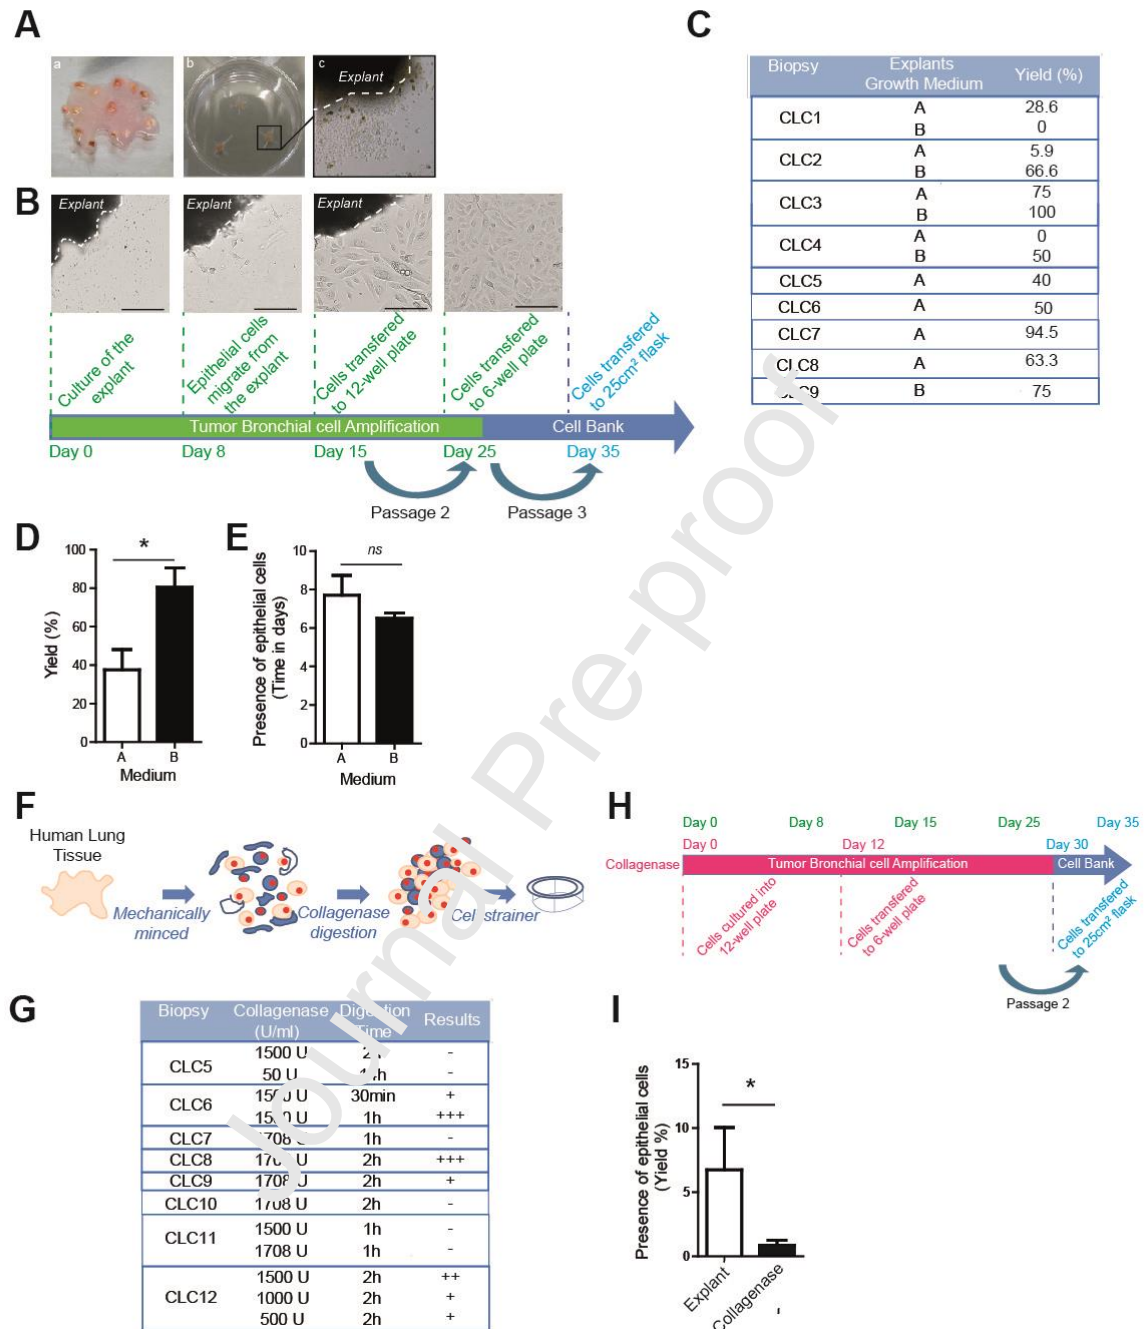 A
a
b
c
Explant
B
Explant
Explant
Explant
Culture of the
explant
Epithelial cells
migrate from
the explant
Cells transfered
to 12-well plate
Cells transfered
to 6-well plate
Cells transfered
to 25cm² flask
Tumor Bronchial cell Amplification
Cell Bank
Day 0
Day 8
Day 15
Day 25
Day 35
Passage 2
Passage 3
C
Biopsy
Explants
Growth Medium
Yield (%)
CLC1
A
28.6
B
0
CLC2
A
5.9
B
66.6
CLC3
A
75
B
100
CLC4
A
0
B
50
CLC5
A
40
CLC6
A
50
CLC7
A
94.5
CLC8
A
63.3
B
75
D
100
80
60
40
20
0
Yield (%)
*
A
B
Medium
E
10
8
6
4
2
0
Presence of epithelial cells
(Time in days)
ns
A
B
Medium
F
Human Lung
Tissue
Mechanically
minced
Collagenase
digestion
strainer
G
Biopsy
Collagenase
(U/ml)
Digestion
Time
Results
CLC5
1500 U
-
50 U
-
CLC6
30min
+
1h
+++
CLC7
1708 U
1h
-
CLC8
2h
+++
CLC9
1708 U
2h
+
CLC10
1708 U
2h
-
CLC11
1500 U
1h
-
1708 U
1h
-
CLC12
1500 U
2h
++
1000 U
2h
+
500 U
2h
+
H
Day 0
Day 8
Day 15
Day 25
Day 35
Day 0
Day 12
Day 30
Collagenase
Tumor Bronchial cell Amplification
Cell Bank
Cells cultured into
12-well plate
Cells transfered
to 6-well plate
Cells transfered
to 25cm² flask
Passage 2
I
15
10
5
0
Presence of epithelial cells
(Yield %)
*
Explant
Collagenase
Journal Pre-proof